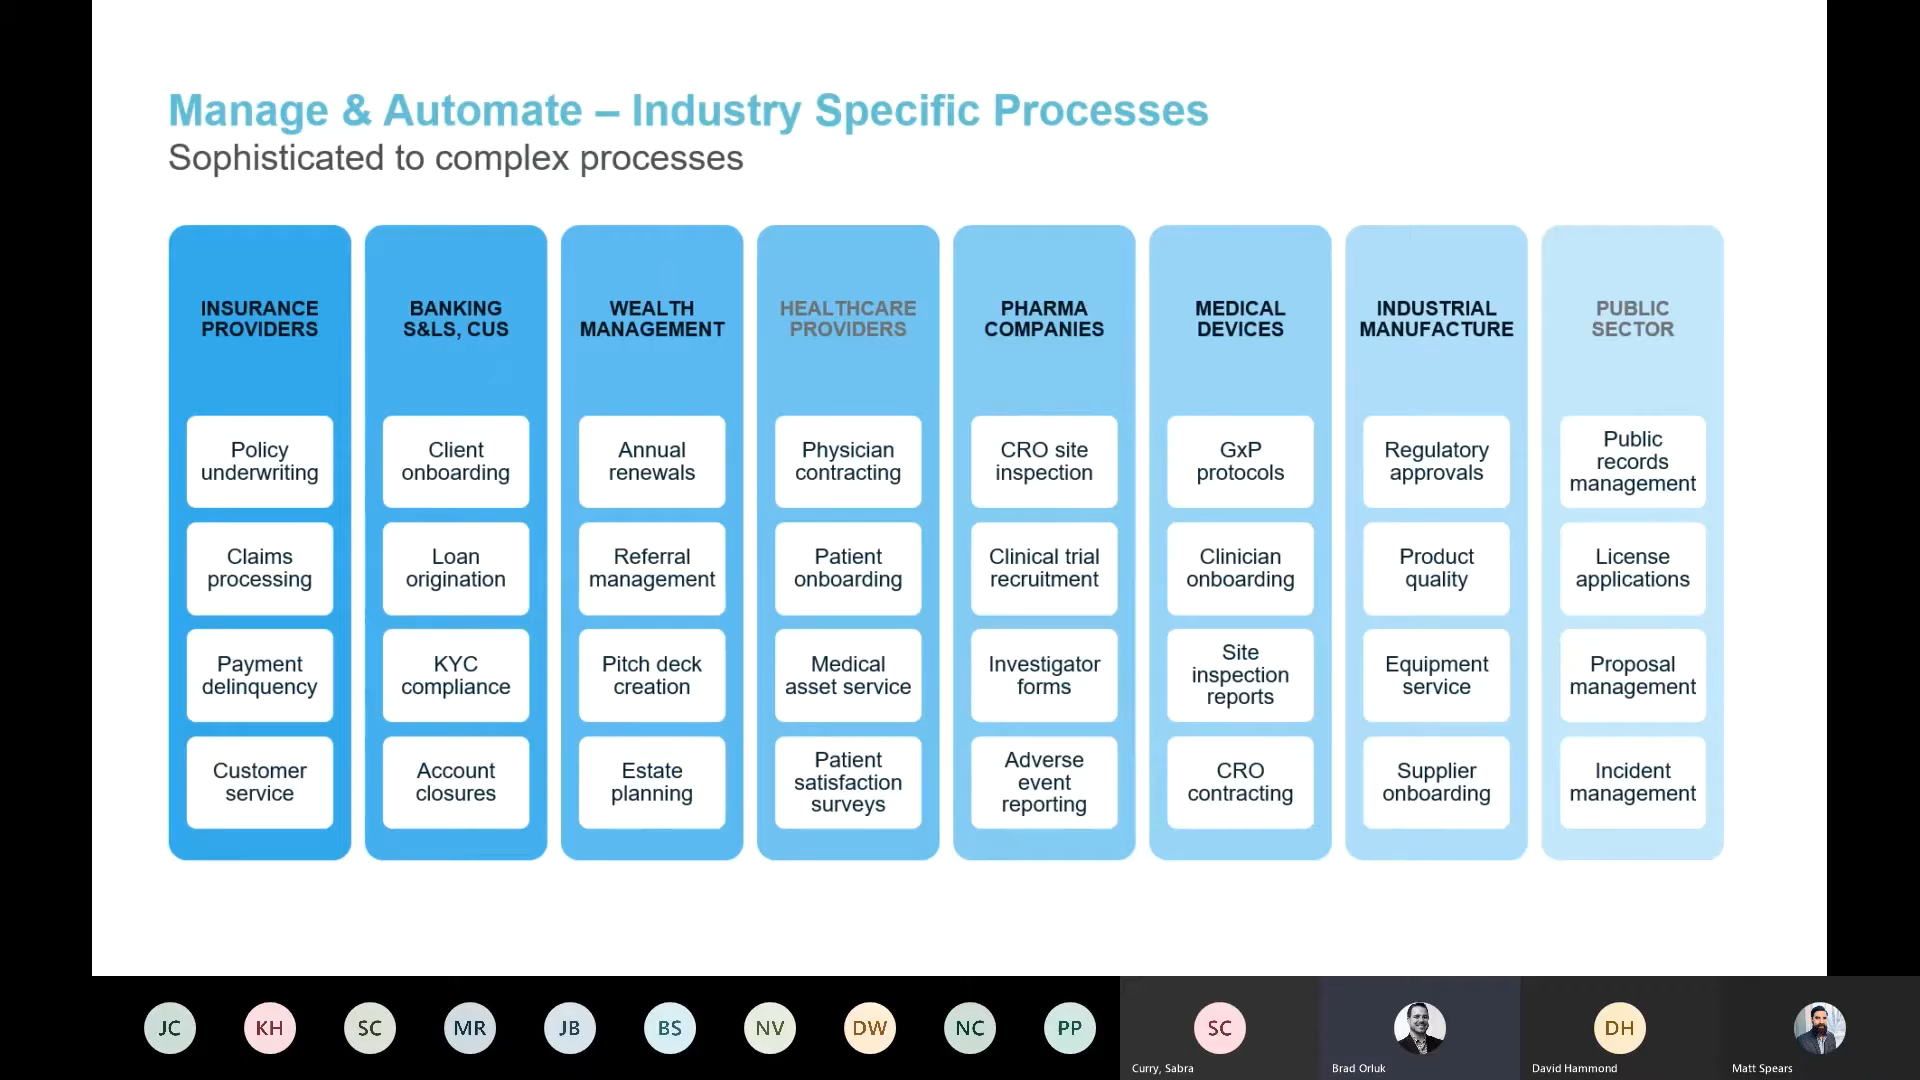 Manage & Automate – Industry Specific Processes
Sophisticated to complex processes
INSURANCE
PROVIDERS
Policy
underwriting
Claims
processing
Payment
delinquency
Customer
service
BANKING
S&LS, CUS
Client
onboarding
Loan
origination
KYC
compliance
Account
closures
WEALTH
MANAGEMENT
Annual
renewals
Referral
management
Pitch deck
creation
Estate
planning
HEALTHCARE
PROVIDERS
Physician
contracting
Patient
onboarding
Medical
asset service
Patient
satisfaction
surveys
PHARMA
COMPANIES
CRO site
inspection
Clinical trial
recruitment
Investigator
forms
Adverse
event
reporting
MEDICAL
DEVICES
GxP
protocols
Clinician
onboarding
Site
inspection
reports
CRO
contracting
INDUSTRIAL
MANUFACTURE
Regulatory
approvals
Product
quality
Equipment
service
Supplier
onboarding
PUBLIC
SECTOR
Public
records
management
License
applications
Proposal
management
Incident
management
JC
KH
SC
MR
JB
BS
NV
DW
NC
PP
SC
Curry, Sabra
Brad Orluk
DH
David Hammond
Matt Spears